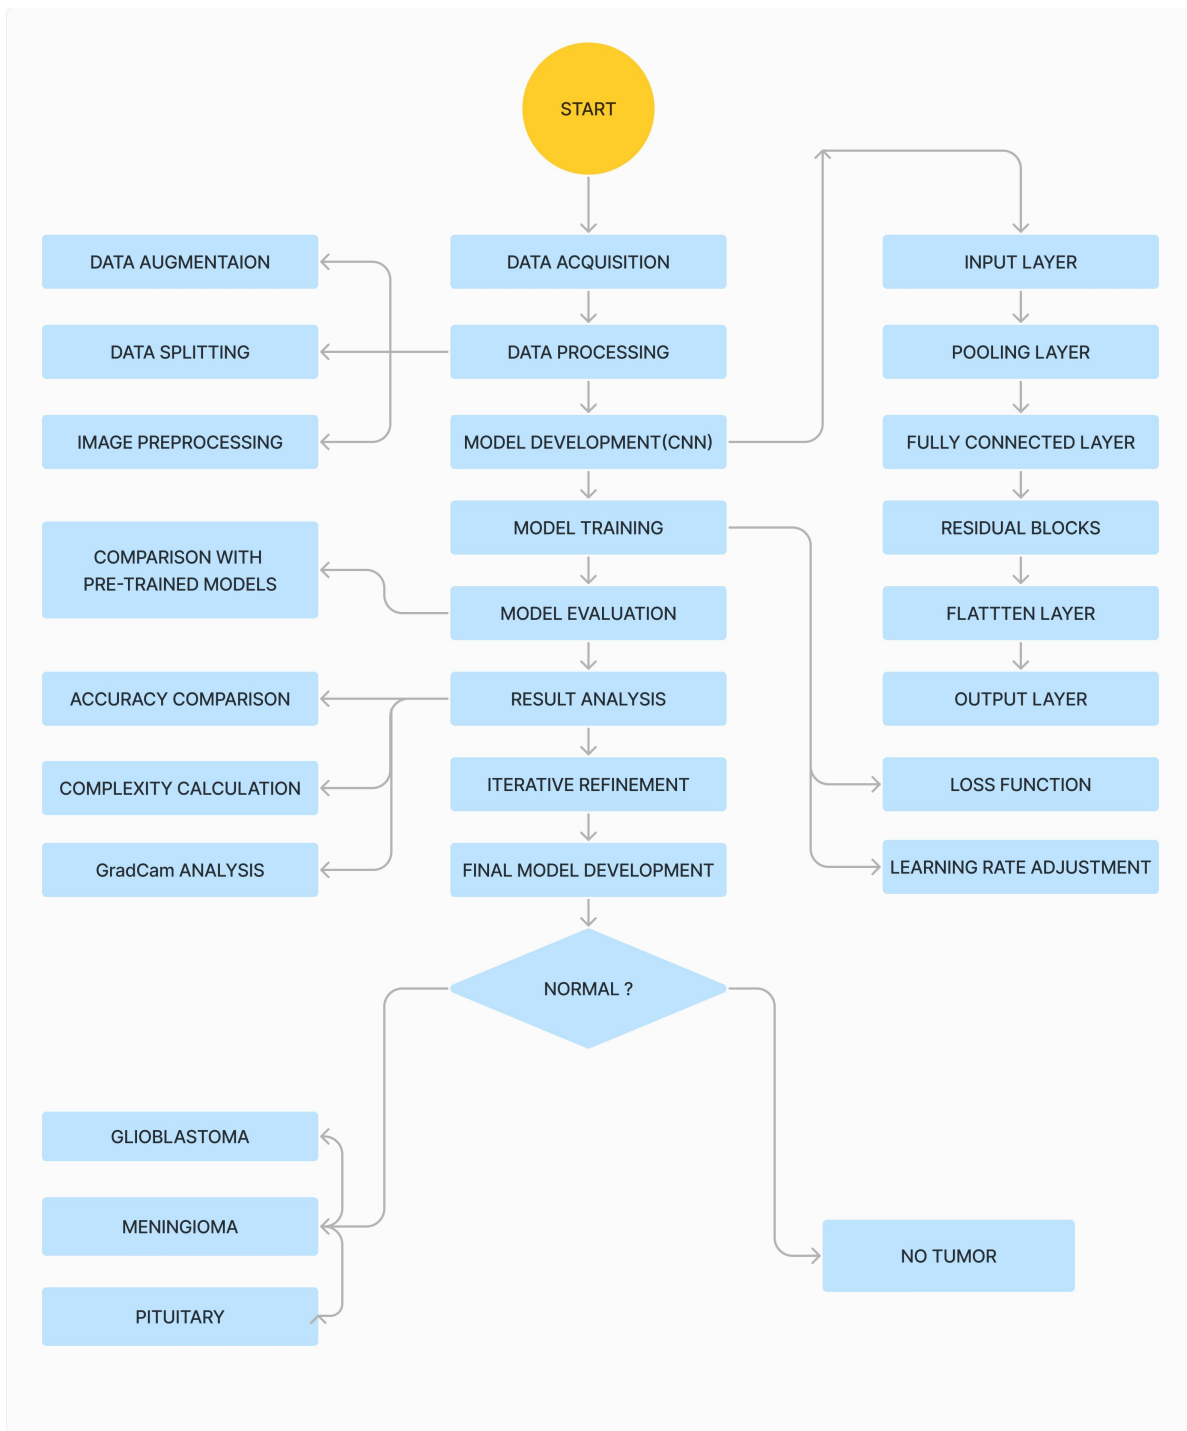 START
DATA AUGMENTAION
DATA ACQUISITION
INPUT LAYER
DATA SPLITTING
DATA PROCESSING
POOLING LAYER
IMAGE PREPROCESSING
MODEL DEVELOPMENT(CNN)
FULLY CONNECTED LAYER
MODEL TRAINING
RESIDUAL BLOCKS
COMPARISON WITH
PRE-TRAINED MODELS
MODEL EVALUATION
FLATTTEN LAYER
ACCURACY COMPARISON
RESULT ANALYSIS
OUTPUT LAYER
COMPLEXITY CALCULATION
ITERATIVE REFINEMENT
LOSS FUNCTION
GradCam ANALYSIS
FINAL MODEL DEVELOPMENT
LEARNING RATE ADJUSTMENT
NORMAL ?
GLIOBLASTOMA
MENINGIOMA
NO TUMOR
PITUITARY